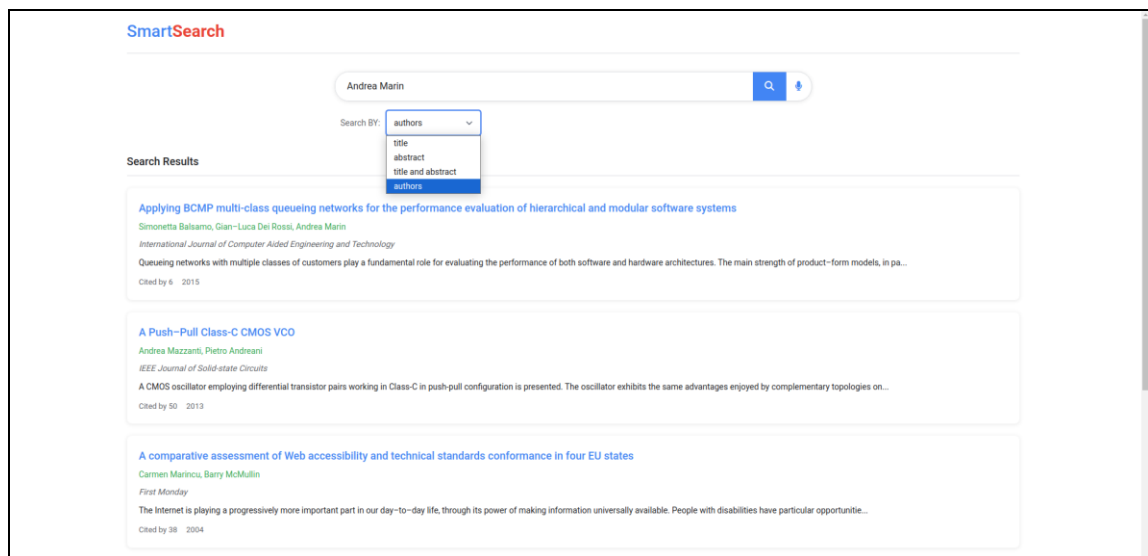 SmartSearch
Andrea Marin
Search BY: authors
title
abstract
title and abstract
authors
Search Results
Applying BCMP multi-class queueing networks for the performance evaluation of hierarchical and modular software systems
Simonetta Balsamo, Gian–Luca Dei Rossi, Andrea Marin
International Journal of Computer Aided Engineering and Technology
Queueing networks with multiple classes of customers play a fundamental role for evaluating the performance of both software and hardware architectures. The main strength of product–form models, in pa...
Cited by 6 2015
A Push–Pull Class-C CMOS VCO
Andrea Mazzanti, Pietro Andreani
IEEE Journal of Solid-state Circuits
A CMOS oscillator employing differential transistor pairs working in Class-C in push-pull configuration is presented. The oscillator exhibits the same advantages enjoyed by complementary topologies on...
Cited by 50 2013
A comparative assessment of Web accessibility and technical standards conformance in four EU states
Carmen Marincu, Barry McMullin
First Monday
The Internet is playing a progressively more important part in our day–to–day life, through its power of making information universally available. People with disabilities have particular opportunitie...
Cited by 38 2004